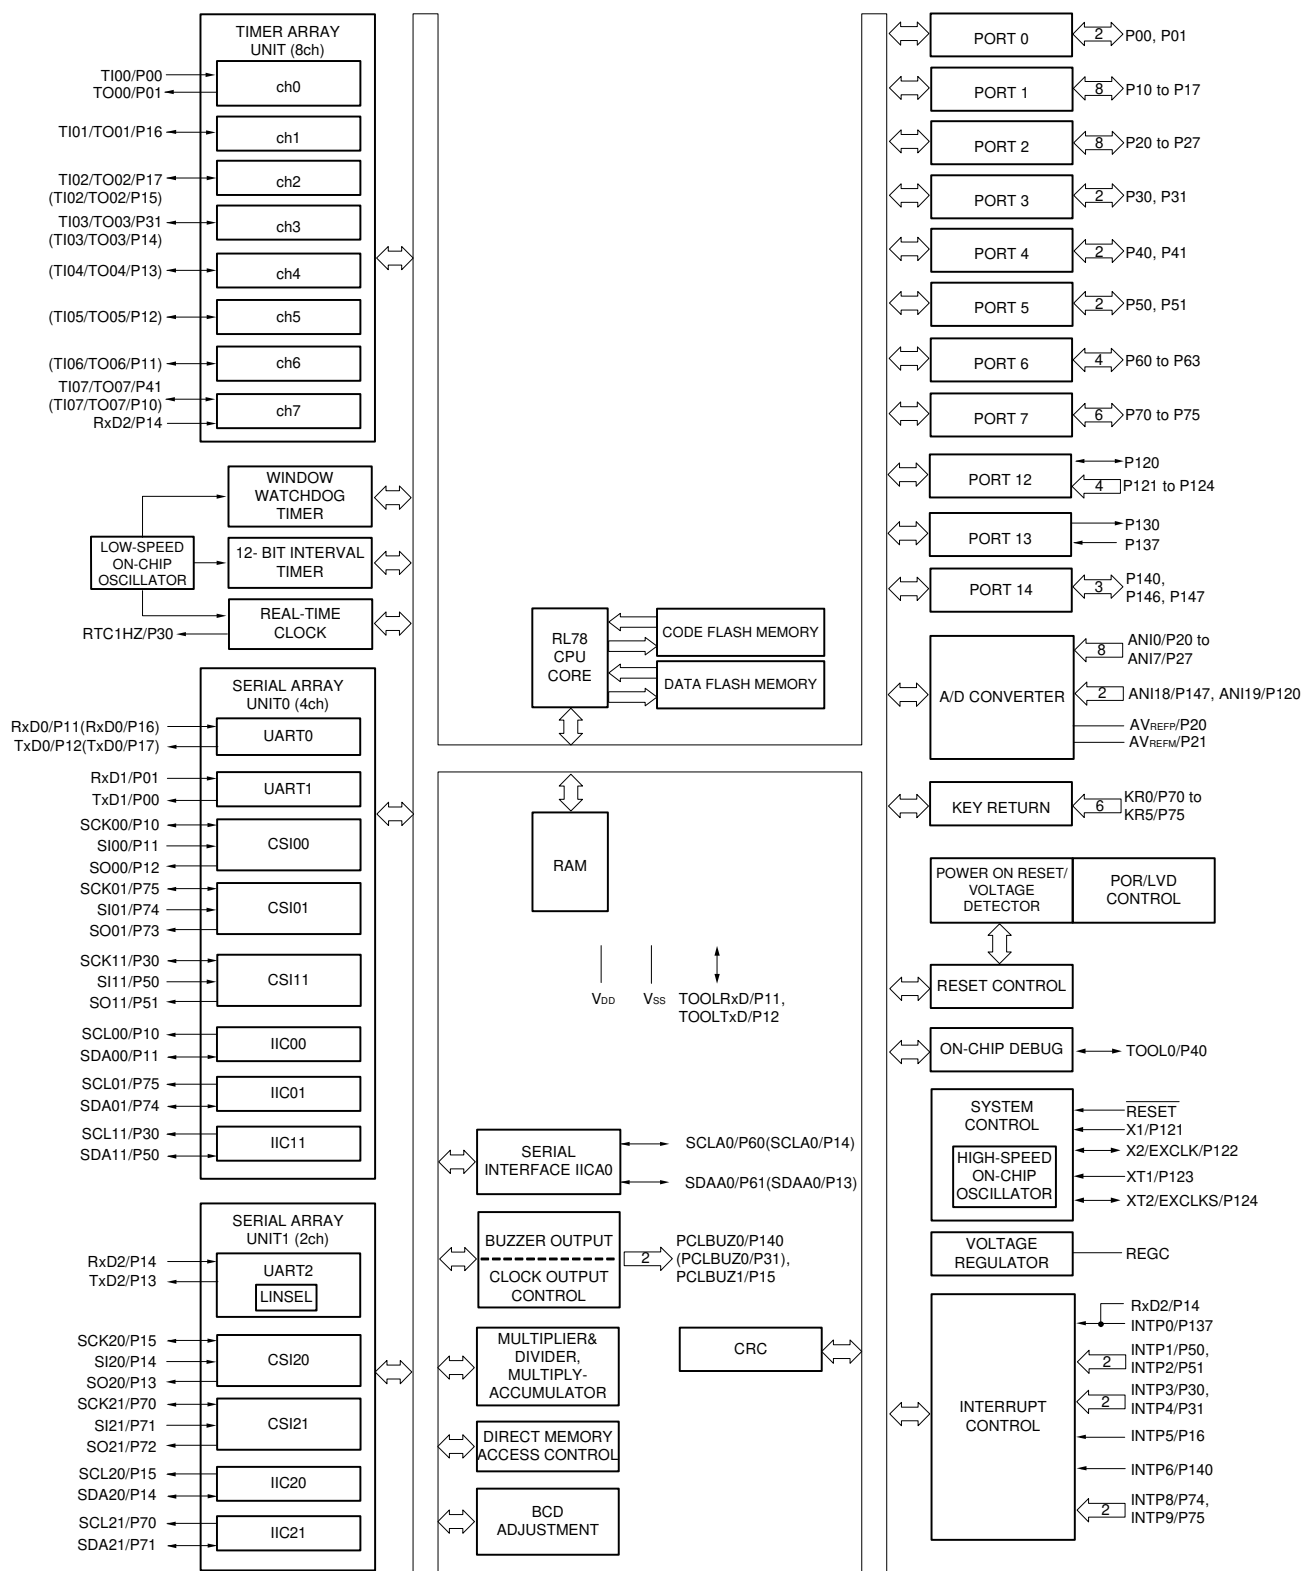 TIMER ARRAY
UNIT (8ch)
TI00/P00
TO00/P01
ch0
TI01/TO01/P16
ch1
TI02/TO02/P17
(TI02/TO02/P15)
ch2
TI03/TO03/P31
(TI03/TO03/P14)
ch3
(TI04/TO04/P13)
ch4
(TI05/TO05/P12)
ch5
(TI06/TO06/P11)
ch6
TI07/TO07/P41
(TI07/TO07/P10)
RxD2/P14
ch7
WINDOW
WATCHDOG
TIMER
LOW-SPEED
ON-CHIP
OSCILLATOR
12- BIT INTERVAL
TIMER
REAL-TIME
CLOCK
RTC1HZ/P30
SERIAL ARRAY
UNIT0 (4ch)
RxD0/P11(RxD0/P16)
TxD0/P12(TxD0/P17)
UART0
RxD1/P01
TxD1/P00
UART1
SCK00/P10
SI00/P11
SO00/P12
CSI00
SCK01/P75
SI01/P74
SO01/P73
CSI01
SCK11/P30
SI11/P50
SO11/P51
CSI11
SCL00/P10
SDA00/P11
IIC00
SCL01/P75
SDA01/P74
IIC01
SCL11/P30
SDA11/P50
IIC11
SERIAL ARRAY
UNIT1 (2ch)
RxD2/P14
TxD2/P13
UART2
LINSEL
SCK20/P15
SI20/P14
SO20/P13
CSI20
SCK21/P70
SI21/P71
SO21/P72
CSI21
SCL20/P15
SDA20/P14
IIC20
SCL21/P70
SDA21/P71
IIC21
RL78
CPU
CORE
CODE FLASH MEMORY
DATA FLASH MEMORY
RAM
VDD
VSS
TOOLRxD/P11,
TOOLTxD/P12
SERIAL
INTERFACE IICA0
SCLA0/P60(SCLA0/P14)
SDAA0/P61(SDAA0/P13)
BUZZER OUTPUT
CLOCK OUTPUT
CONTROL
2
PCLBUZ0/P140
(PCLBUZ0/P31),
PCLBUZ1/P15
MULTIPLIER&
DIVIDER,
MULTIPLY-
ACCUMULATOR
CRC
DIRECT MEMORY
ACCESS CONTROL
BCD
ADJUSTMENT
PORT 0
2
P00, P01
PORT 1
8
P10 to P17
PORT 2
8
P20 to P27
PORT 3
2
P30, P31
PORT 4
2
P40, P41
PORT 5
2
P50, P51
PORT 6
4
P60 to P63
PORT 7
6
P70 to P75
PORT 12
P120
4
P121 to P124
PORT 13
P130
P137
PORT 14
3
P140,
P146, P147
A/D CONVERTER
8
ANI0/P20 to
ANI7/P27
2
ANI18/P147, ANI19/P120
AVREFP/P20
AVREFM/P21
KEY RETURN
6
KR0/P70 to
KR5/P75
POWER ON RESET/
VOLTAGE
DETECTOR
POR/LVD
CONTROL
RESET CONTROL
ON-CHIP DEBUG
TOOL0/P40
SYSTEM
CONTROL
HIGH-SPEED
ON-CHIP
OSCILLATOR
RESET
X1/P121
X2/EXCLK/P122
XT1/P123
XT2/EXCLKS/P124
VOLTAGE
REGULATOR
REGC
INTERRUPT
CONTROL
RxD2/P14
INTP0/P137
2
INTP1/P50,
INTP2/P51
2
INTP3/P30,
INTP4/P31
INTP5/P16
INTP6/P140
2
INTP8/P74,
INTP9/P75